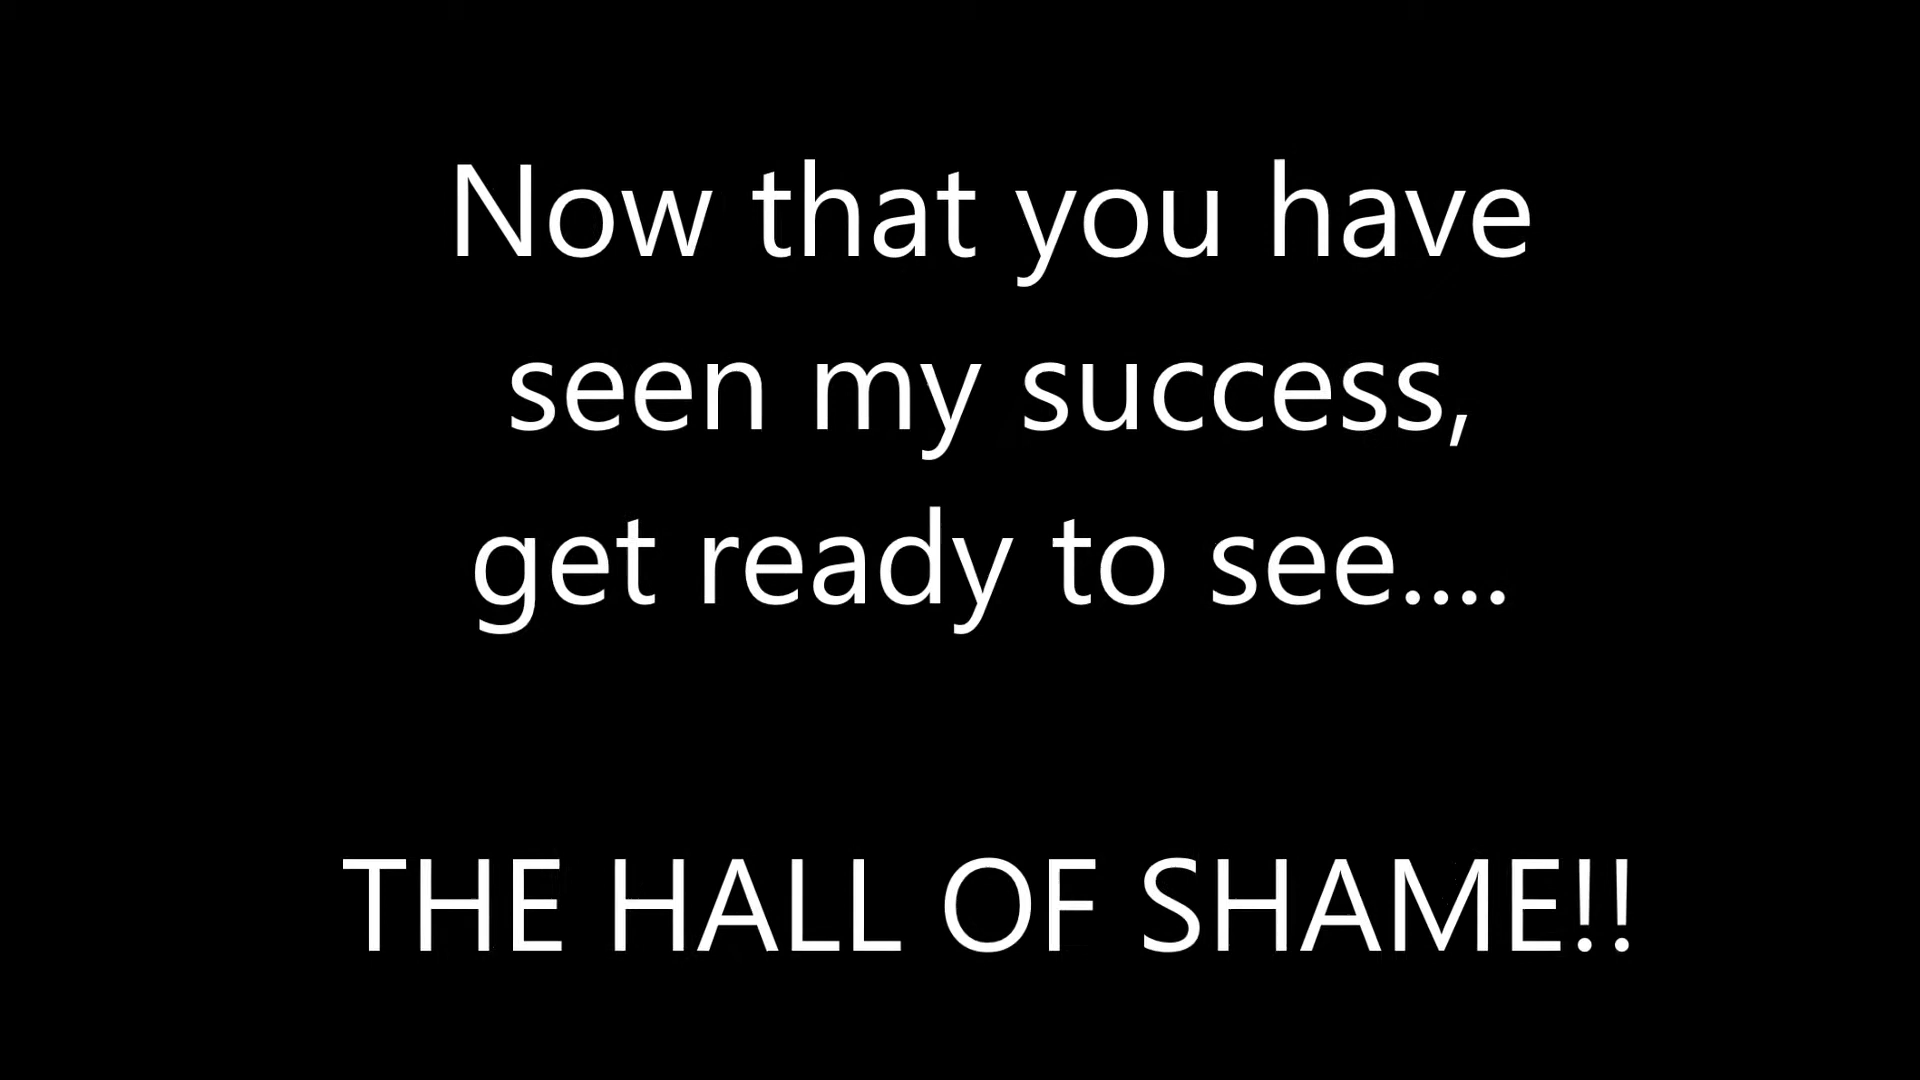 Now that you have
seen my success,
get ready to see....
THE HALL OF SHAME!!